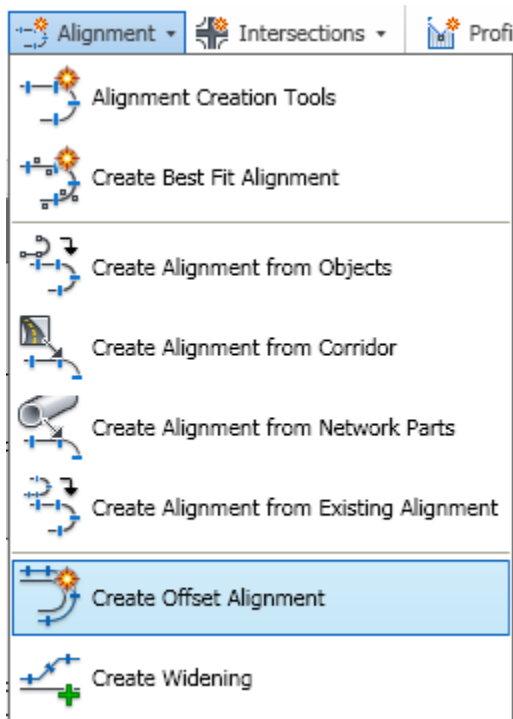 Alignment Intersections Profi
Alignment Creation Tools
Create Best Fit Alignment
Create Alignment from Objects
Create Alignment from Corridor
Create Alignment from Network Parts
Create Alignment from Existing Alignment
Create Offset Alignment
Create Widening